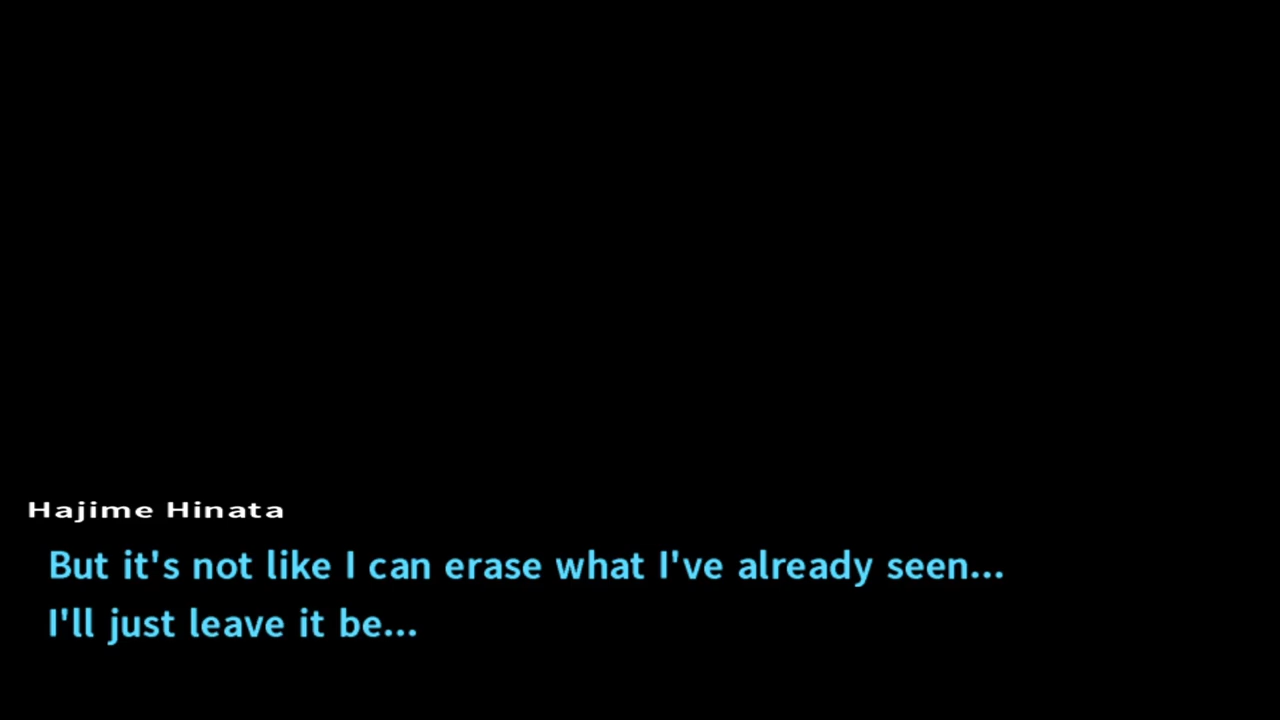 Hajime Hinata
But it's not like I can erase what I've already seen...
I'll just leave it be...